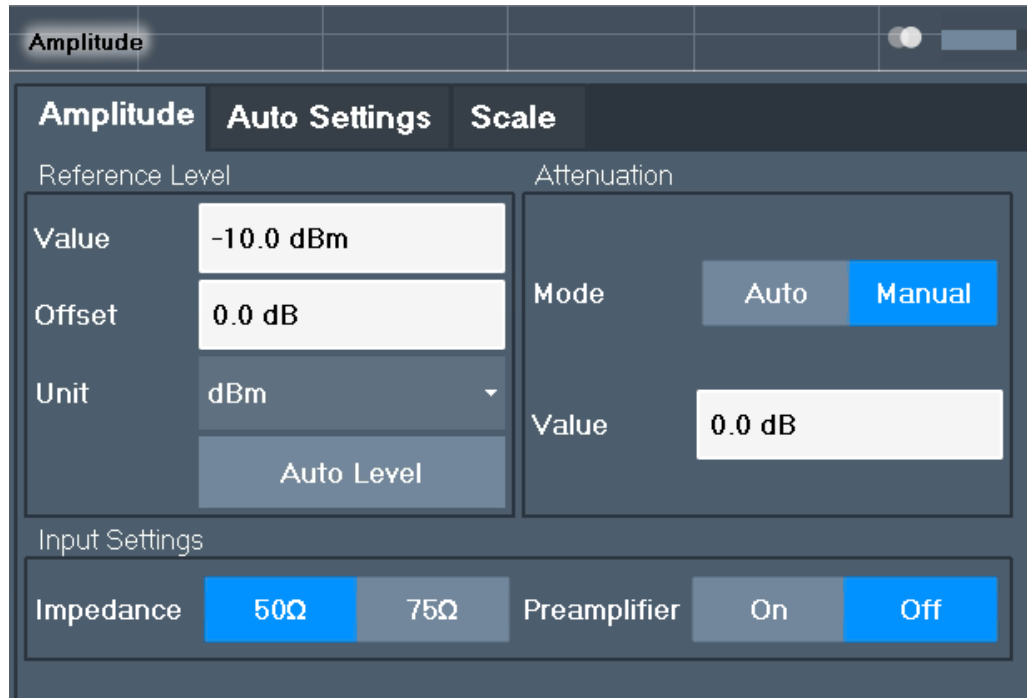 Amplitude
Amplitude Auto Settings Scale
Reference Level
Value -10.0 dBm
Offset 0.0 dB
Unit dBm
Auto Level
Attenuation
Mode Auto Manual
Value 0.0 dB
Input Settings
Impedance 50Ω 75Ω Preamplifier On Off